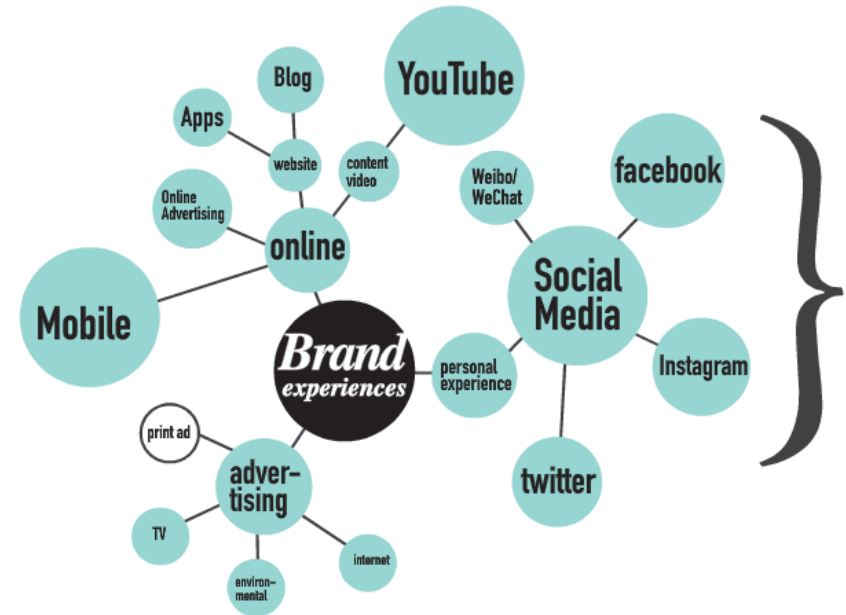 Blog
YouTube
Apps
website
content
video
Weibo/
WeChat
facebook
Online
Advertising
online
Social
Media
Mobile
Brand
experiences
personal
experience
Instagram
print ad
adver-
tising
twitter
TV
internet
environ-
mental